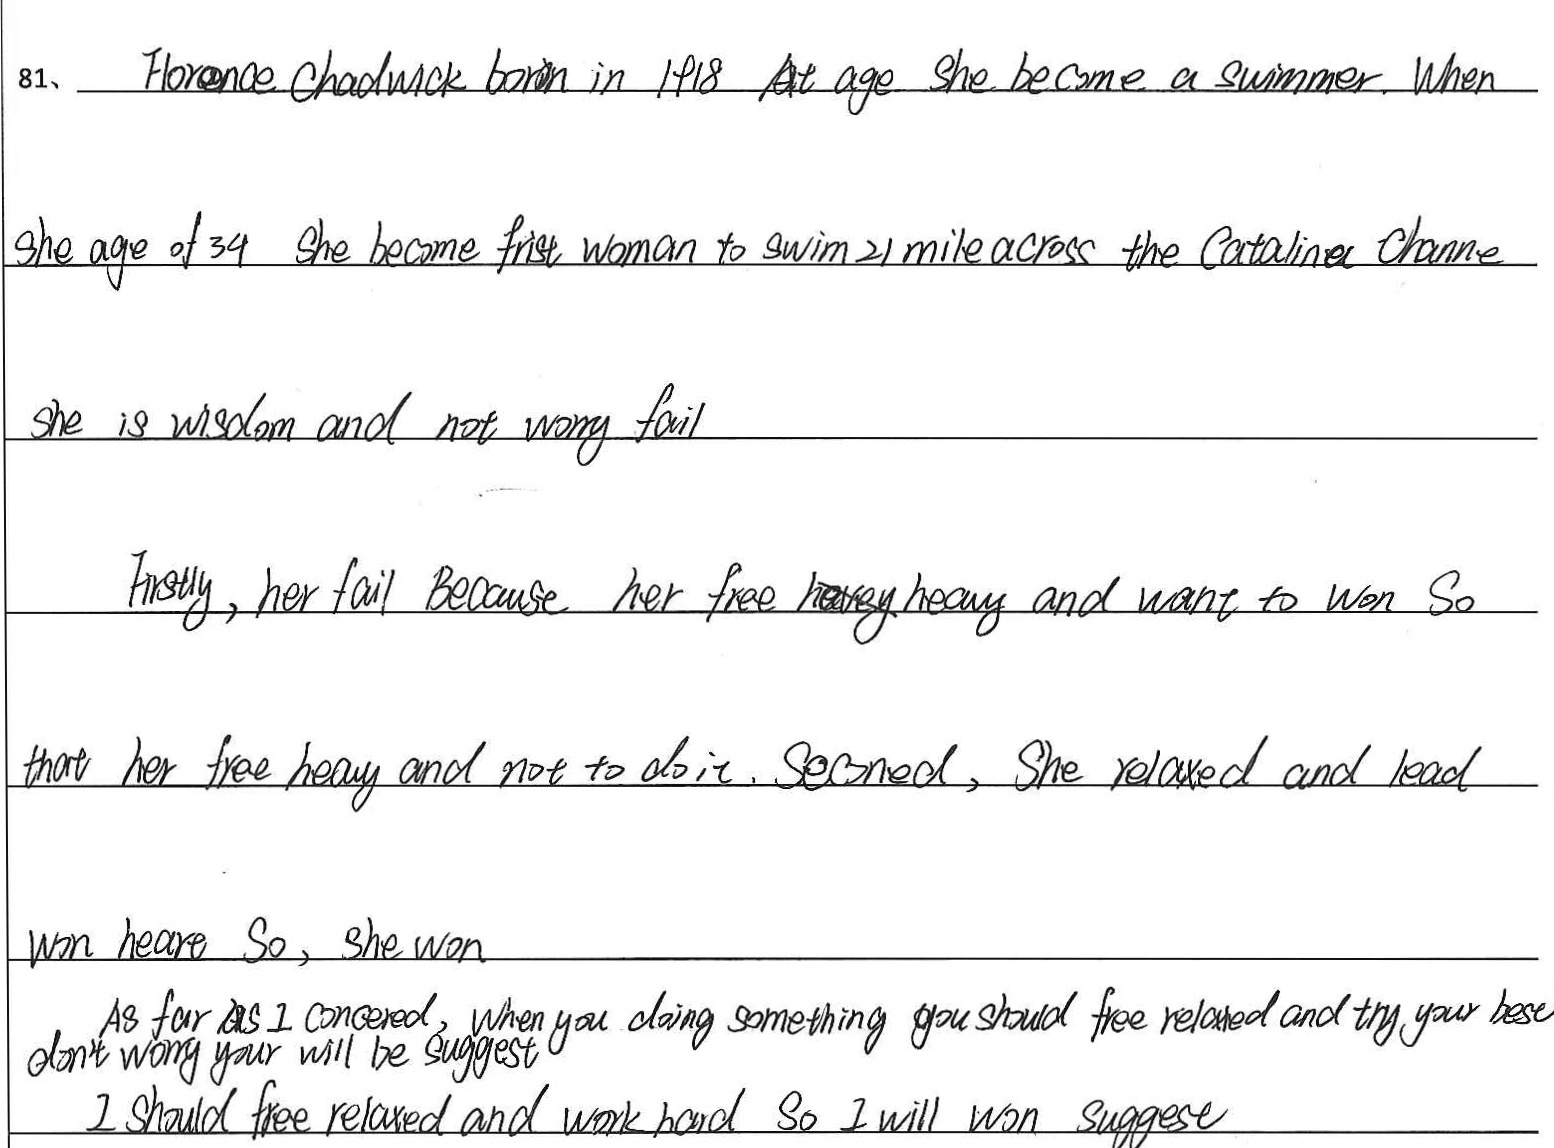 81、 Florence Chadwick borin in 1918 At age She become a swimmer. When
she age of 34 She become frist woman to swim 21 mile across the Catalina Channe
she is wisdom and not worry fail
Firstly, her fail Because her free heavy and want to won So
that her free heavy and not to do it. Seconed, She relaxed and lead
won heare So, she won
As far as I concered, When you doing something you should free relaxed and try your best
don't worry your will be suggest
I should free relaxed and work hard So I will won suggest